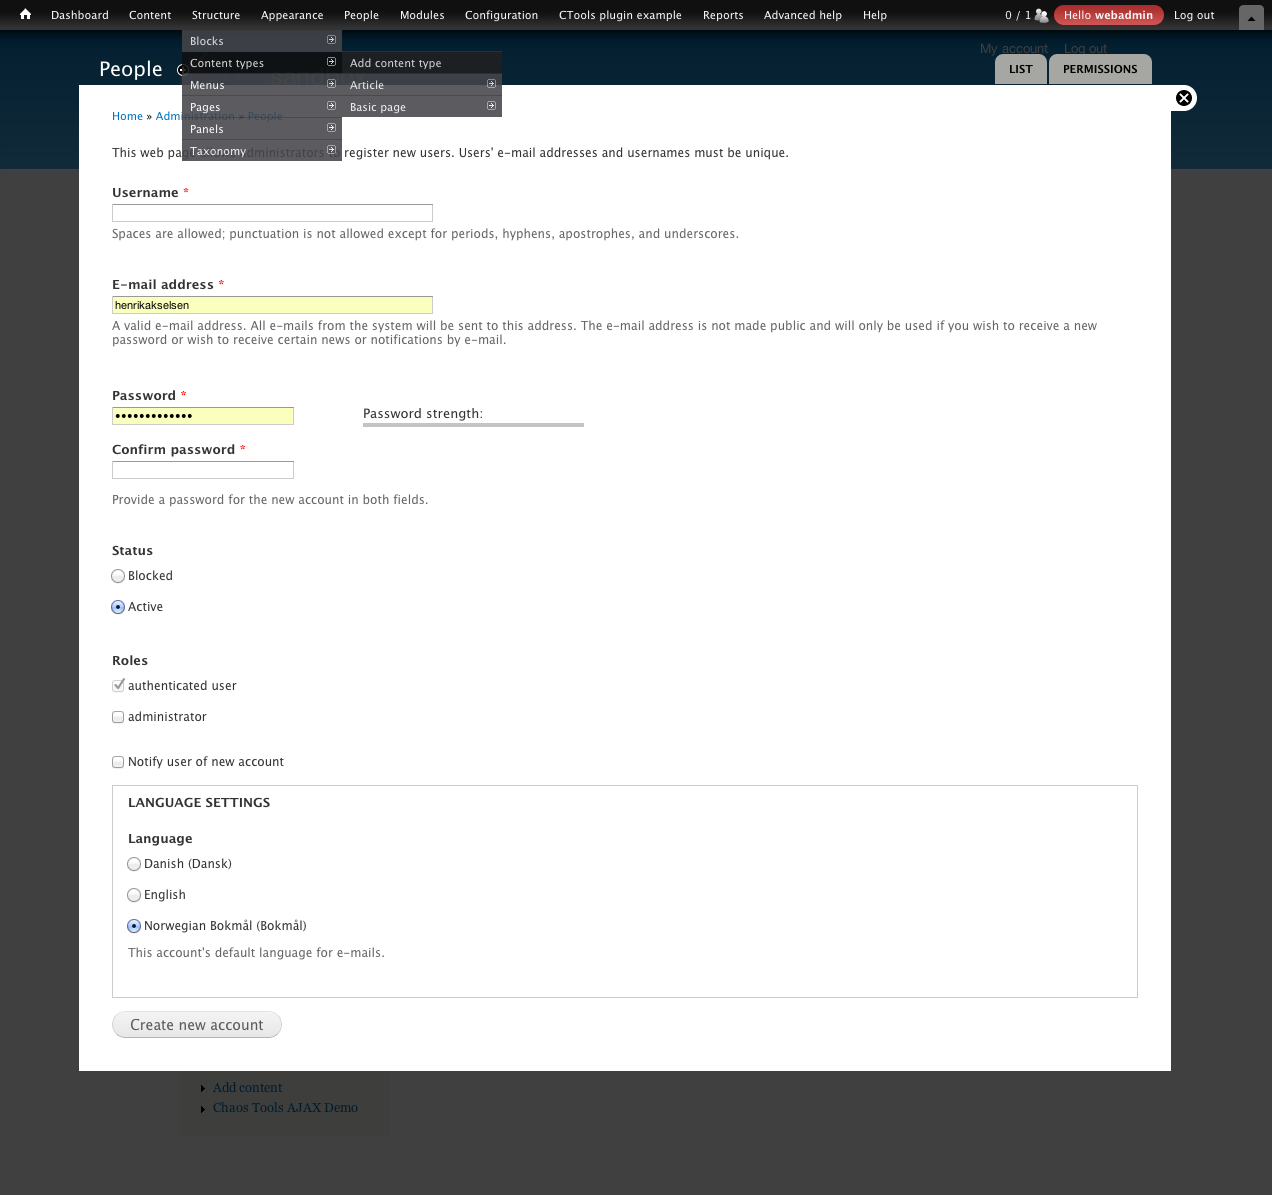 Dashboard Content Structure Appearance People Modules Configuration CTools plugin example Reports Advanced help Help 0 / 1 Hello webadmin Log out
My account Log out
People
LIST PERMISSIONS
Blocks
Content types
Menus
Pages
Panels
Taxonomy
Add content type
Article
Basic page
Home » Administration » People
This web pag administrators to register new users. Users' e-mail addresses and usernames must be unique.
Username *
Spaces are allowed; punctuation is not allowed except for periods, hyphens, apostrophes, and underscores.
E-mail address *
henrikakselsen
A valid e-mail address. All e-mails from the system will be sent to this address. The e-mail address is not made public and will only be used if you wish to receive a new
password or wish to receive certain news or notifications by e-mail.
Password *
•••••••••••••
Password strength:
Confirm password *
Provide a password for the new account in both fields.
Status
Blocked
Active
Roles
authenticated user
administrator
Notify user of new account
LANGUAGE SETTINGS
Language
Danish (Dansk)
English
Norwegian Bokmål (Bokmål)
This account's default language for e-mails.
Create new account
Add content
Chaos Tools AJAX Demo